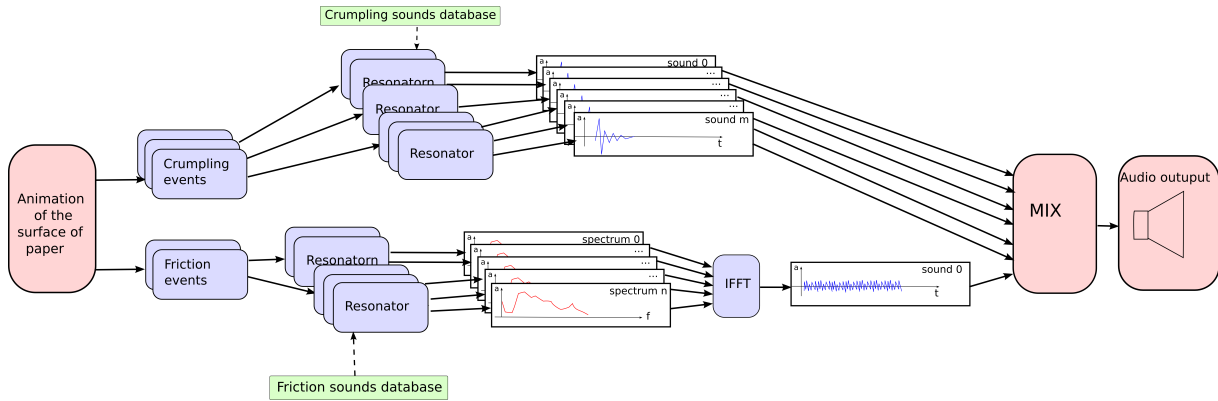 Crumpling sounds database
Resonatorn
Resonator
Resonator
a
sound 0
a
...
a
...
a
...
a
...
a
sound m
t
Crumpling
events
Animation
of the
surface of
paper
Friction
events
Resonatorn
Resonator
a
spectrum 0
a
...
a
...
a
...
a
spectrum n
f
IFFT
a
sound 0
t
MIX
Audio outuput
Friction sounds database